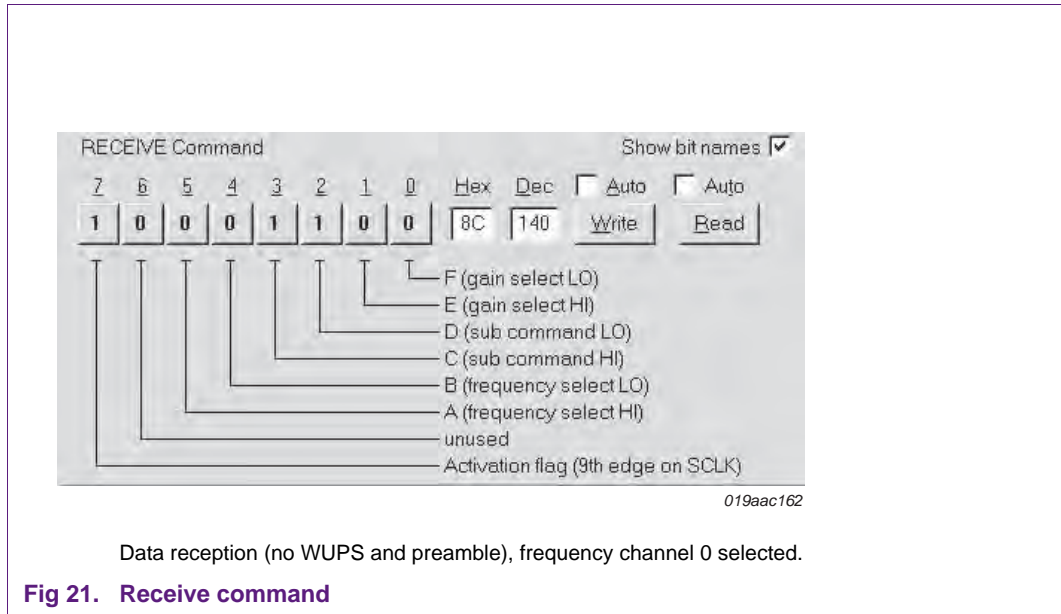 RECEIVE Command Show bit names
7 6 5 4 3 2 1 0 Hex Dec Auto Auto
1 0 0 0 1 1 0 0 8C 140 Write Read
F (gain select LO)
E (gain select HI)
D (sub command LO)
C (sub command HI)
B (frequency select LO)
A (frequency select HI)
unused
Activation flag (9th edge on SCLK)
019aac162
Data reception (no WUPS and preamble), frequency channel 0 selected.
Fig 21. Receive command